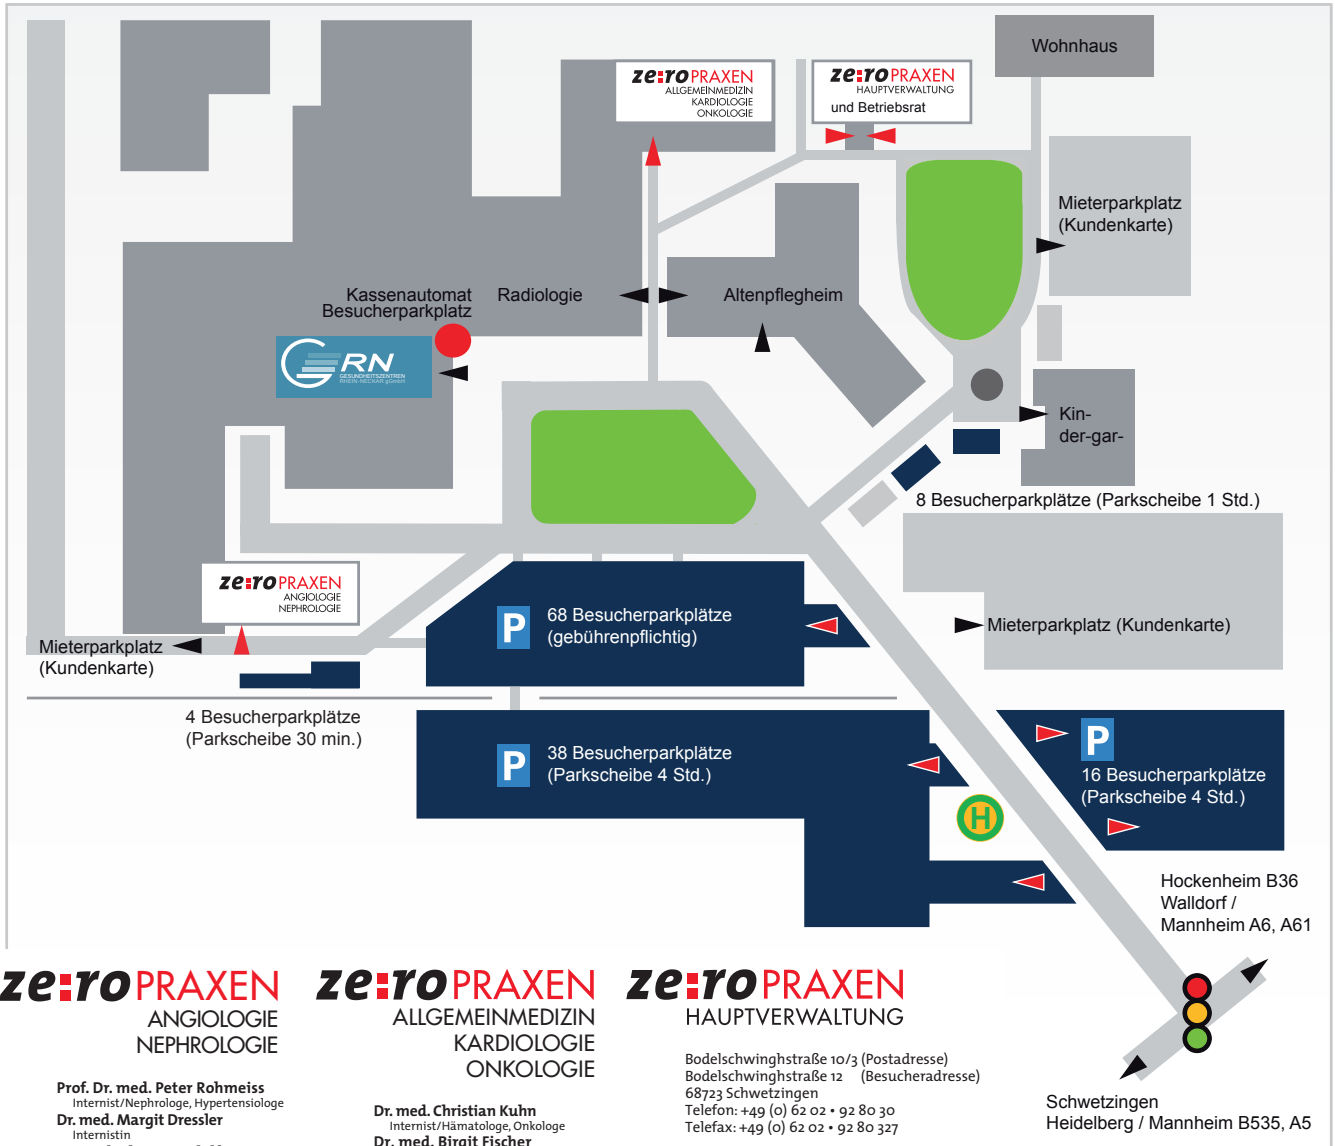 Wohnhaus
ze:ro PRAXEN
ALLGEMEINMEDIZIN
KARDIOLOGIE
ONKOLOGIE
ze:ro PRAXEN
HAUPTVERWALTUNG
und Betriebsrat
Mieterparkplatz
(Kundenkarte)
Kassenautomat
Besucherparkplatz
Radiologie
Altenpflegheim
GRN
GESUNDHEITSZENTREN
RHEIN-NECKAR gGmbH
Kin-
der-gar-
8 Besucherparkplätze (Parkscheibe 1 Std.)
ze:ro PRAXEN
ANGIOLOGIE
NEPHROLOGIE
P
68 Besucherparkplätze
(gebührenpflichtig)
Mieterparkplatz (Kundenkarte)
Mieterparkplatz
(Kundenkarte)
4 Besucherparkplätze
(Parkscheibe 30 min.)
P
38 Besucherparkplätze
(Parkscheibe 4 Std.)
P
16 Besucherparkplätze
(Parkscheibe 4 Std.)
H
Hockenheim B36
Walldorf /
Mannheim A6, A61
Schwetzingen
Heidelberg / Mannheim B535, A5
ze:ro PRAXEN
ANGIOLOGIE
NEPHROLOGIE
Prof. Dr. med. Peter Rohmeiss
Internist/Nephrologe, Hypertensiologe
Dr. med. Margit Dressler
Internistin
ze:ro PRAXEN
ALLGEMEINMEDIZIN
KARDIOLOGIE
ONKOLOGIE
Dr. med. Christian Kuhn
Internist/Hämatologe, Onkologe
Dr. med. Birgit Fischer
ze:ro PRAXEN
HAUPTVERWALTUNG
Bodelschwinghstraße 10/3 (Postadresse)
Bodelschwinghstraße 12 (Besucheradresse)
68723 Schwetzingen
Telefon: +49 (0) 62 02 • 92 80 30
Telefax: +49 (0) 62 02 • 92 80 327